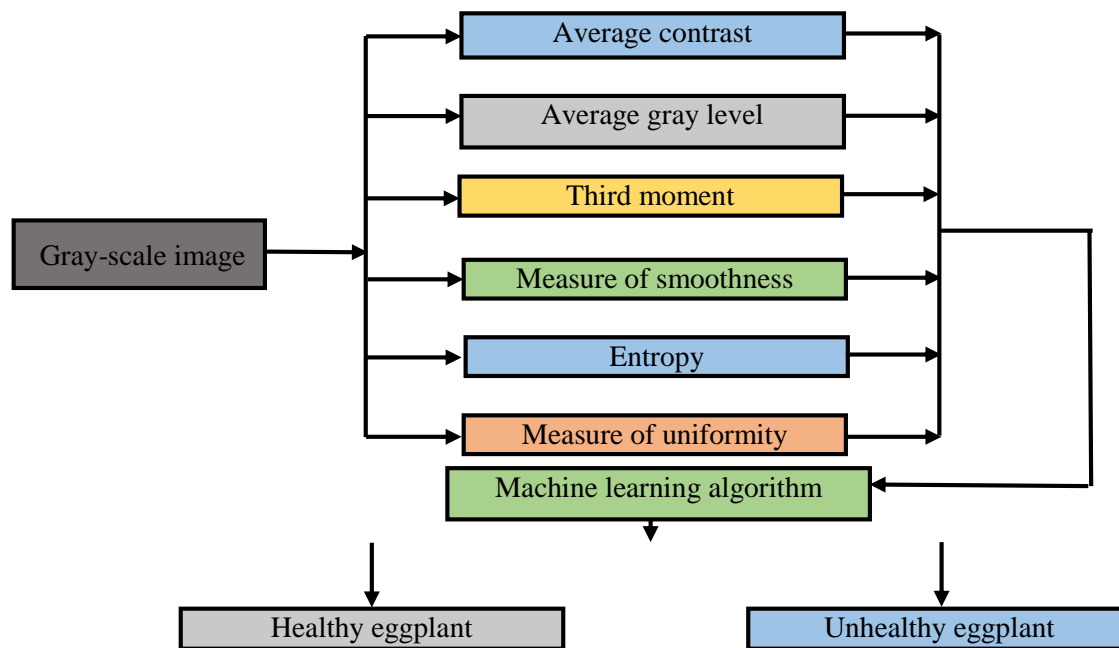 Average contrast
Average gray level
Third moment
Gray-scale image
Measure of smoothness
Entropy
Measure of uniformity
Machine learning algorithm
Healthy eggplant
Unhealthy eggplant